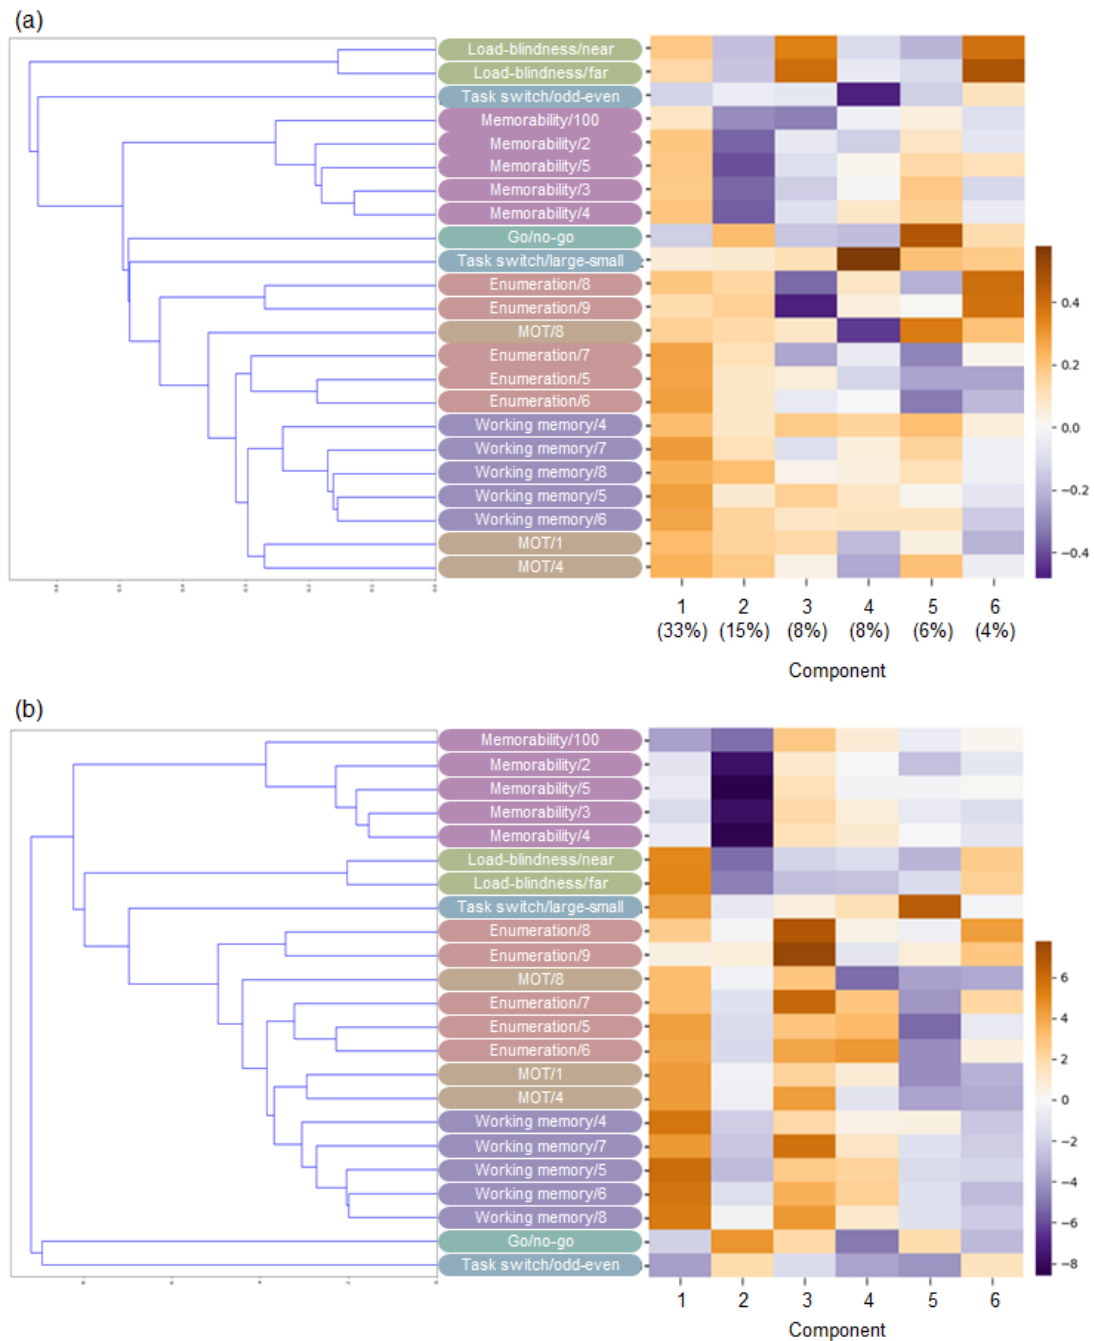 (a)
Load-blindness/near
Load-blindness/far
Task switch/odd-even
Memorability/100
Memorability/2
Memorability/5
Memorability/3
Memorability/4
Go/no-go
Task switch/large-small
Enumeration/8
Enumeration/9
MOT/8
Enumeration/7
Enumeration/5
Enumeration/6
Working memory/4
Working memory/7
Working memory/8
Working memory/5
Working memory/6
MOT/1
MOT/4
0.4
0.2
0.0
−0.2
−0.4
1 2 3 4 5 6
(33%) (15%) (8%) (8%) (6%) (4%)
Component
(b)
Memorability/100
Memorability/2
Memorability/5
Memorability/3
Memorability/4
Load-blindness/near
Load-blindness/far
Task switch/large-small
Enumeration/8
Enumeration/9
MOT/8
Enumeration/7
Enumeration/5
Enumeration/6
MOT/1
MOT/4
Working memory/4
Working memory/7
Working memory/5
Working memory/6
Working memory/8
Go/no-go
Task switch/odd-even
6
4
2
0
−2
−4
−6
−8
1 2 3 4 5 6
Component